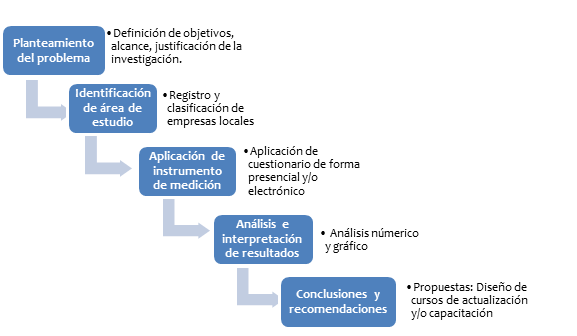 Planteamiento
del problema
• Definición de objetivos,
alcance, justificación de la
investigación.
Identificación
de área de
estudio
• Registro y
clasificación de
empresas locales
Aplicación de
instrumento
de medición
• Aplicación de
cuestionario de forma
presencial y/o
electrónico
Análisis e
interpretación
de resultados
• Análisis númerico
y gráfico
Conclusiones y
recomendaciones
• Propuestas: Diseño de
cursos de actualización
y/o capacitación